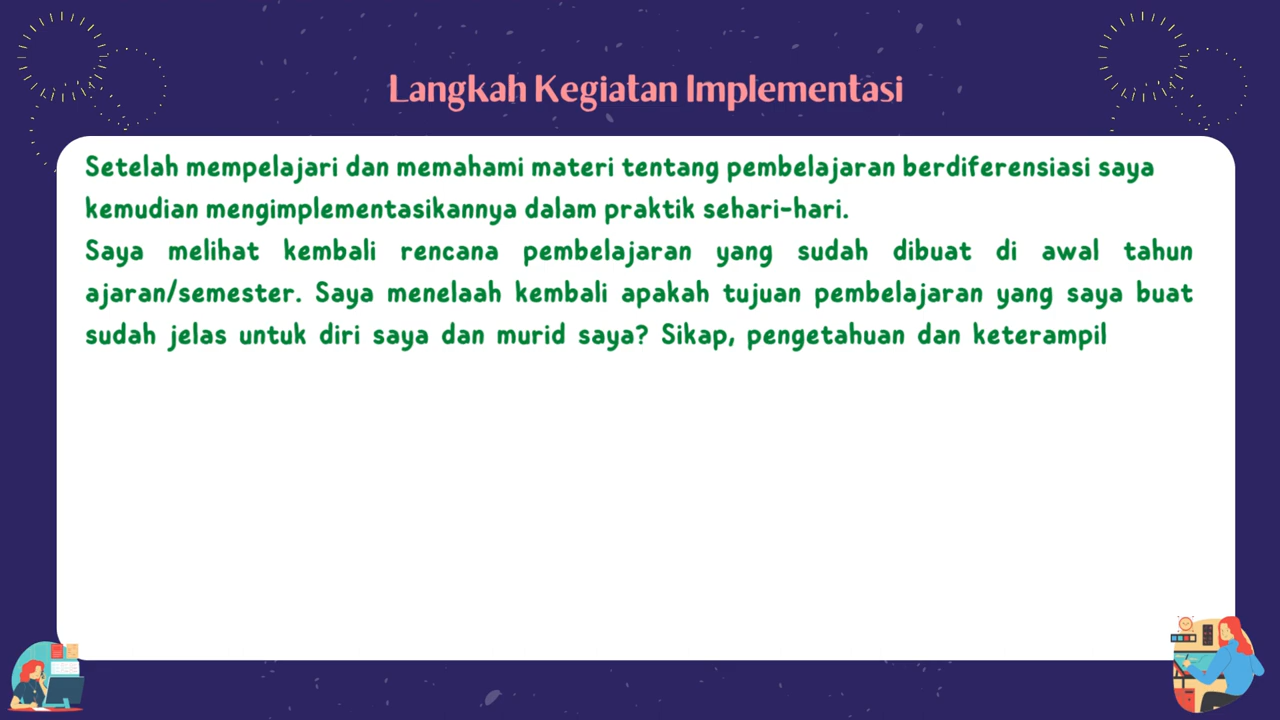 Langkah Kegiatan Implementasi
Setelah mempelajari dan memahami materi tentang pembelajaran berdiferensiasi saya
kemudian mengimplementasikannya dalam praktik sehari-hari.
Saya melihat kembali rencana pembelajaran yang sudah dibuat di awal tahun
ajaran/semester. Saya menelaah kembali apakah tujuan pembelajaran yang saya buat
sudah jelas untuk diri saya dan murid saya? Sikap, pengetahuan dan keterampil